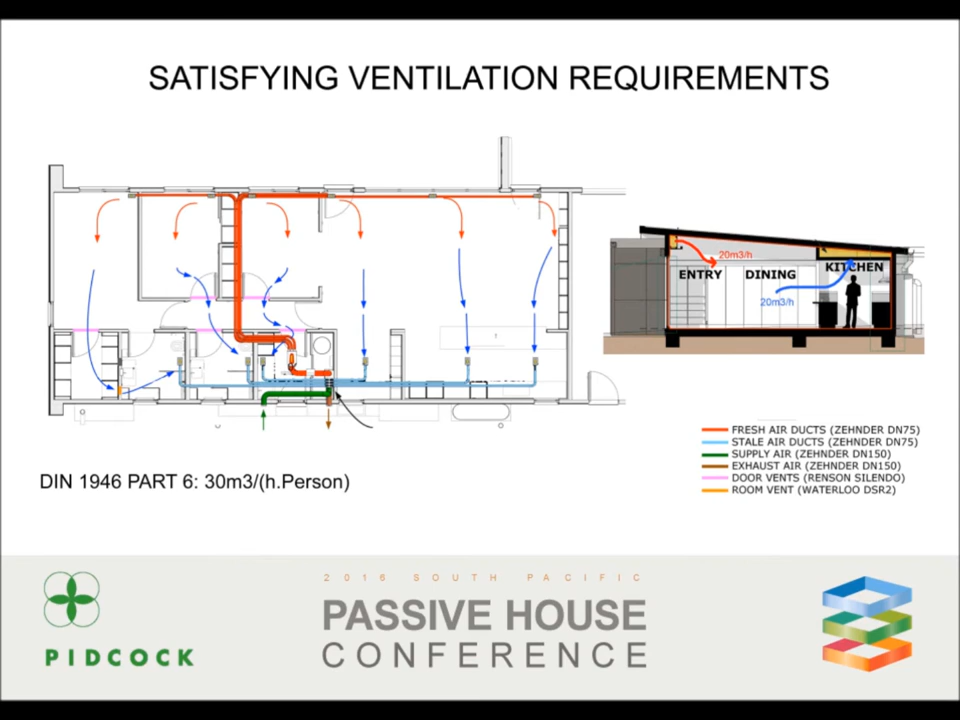 SATISFYING VENTILATION REQUIREMENTS
20m3/h
ENTRY DINING KITCHEN
20m3/h
FRESH AIR DUCTS (ZEHNDER DN75)
STALE AIR DUCTS (ZEHNDER DN75)
SUPPLY AIR (ZEHNDER DN150)
EXHAUST AIR (ZEHNDER DN150)
DOOR VENTS (RENSON SILENDO)
ROOM VENT (WATERLOO DSR2)
DIN 1946 PART 6: 30m3/(h.Person)
2016 SOUTH PACIFIC
PASSIVE HOUSE
CONFERENCE
PIDCOCK